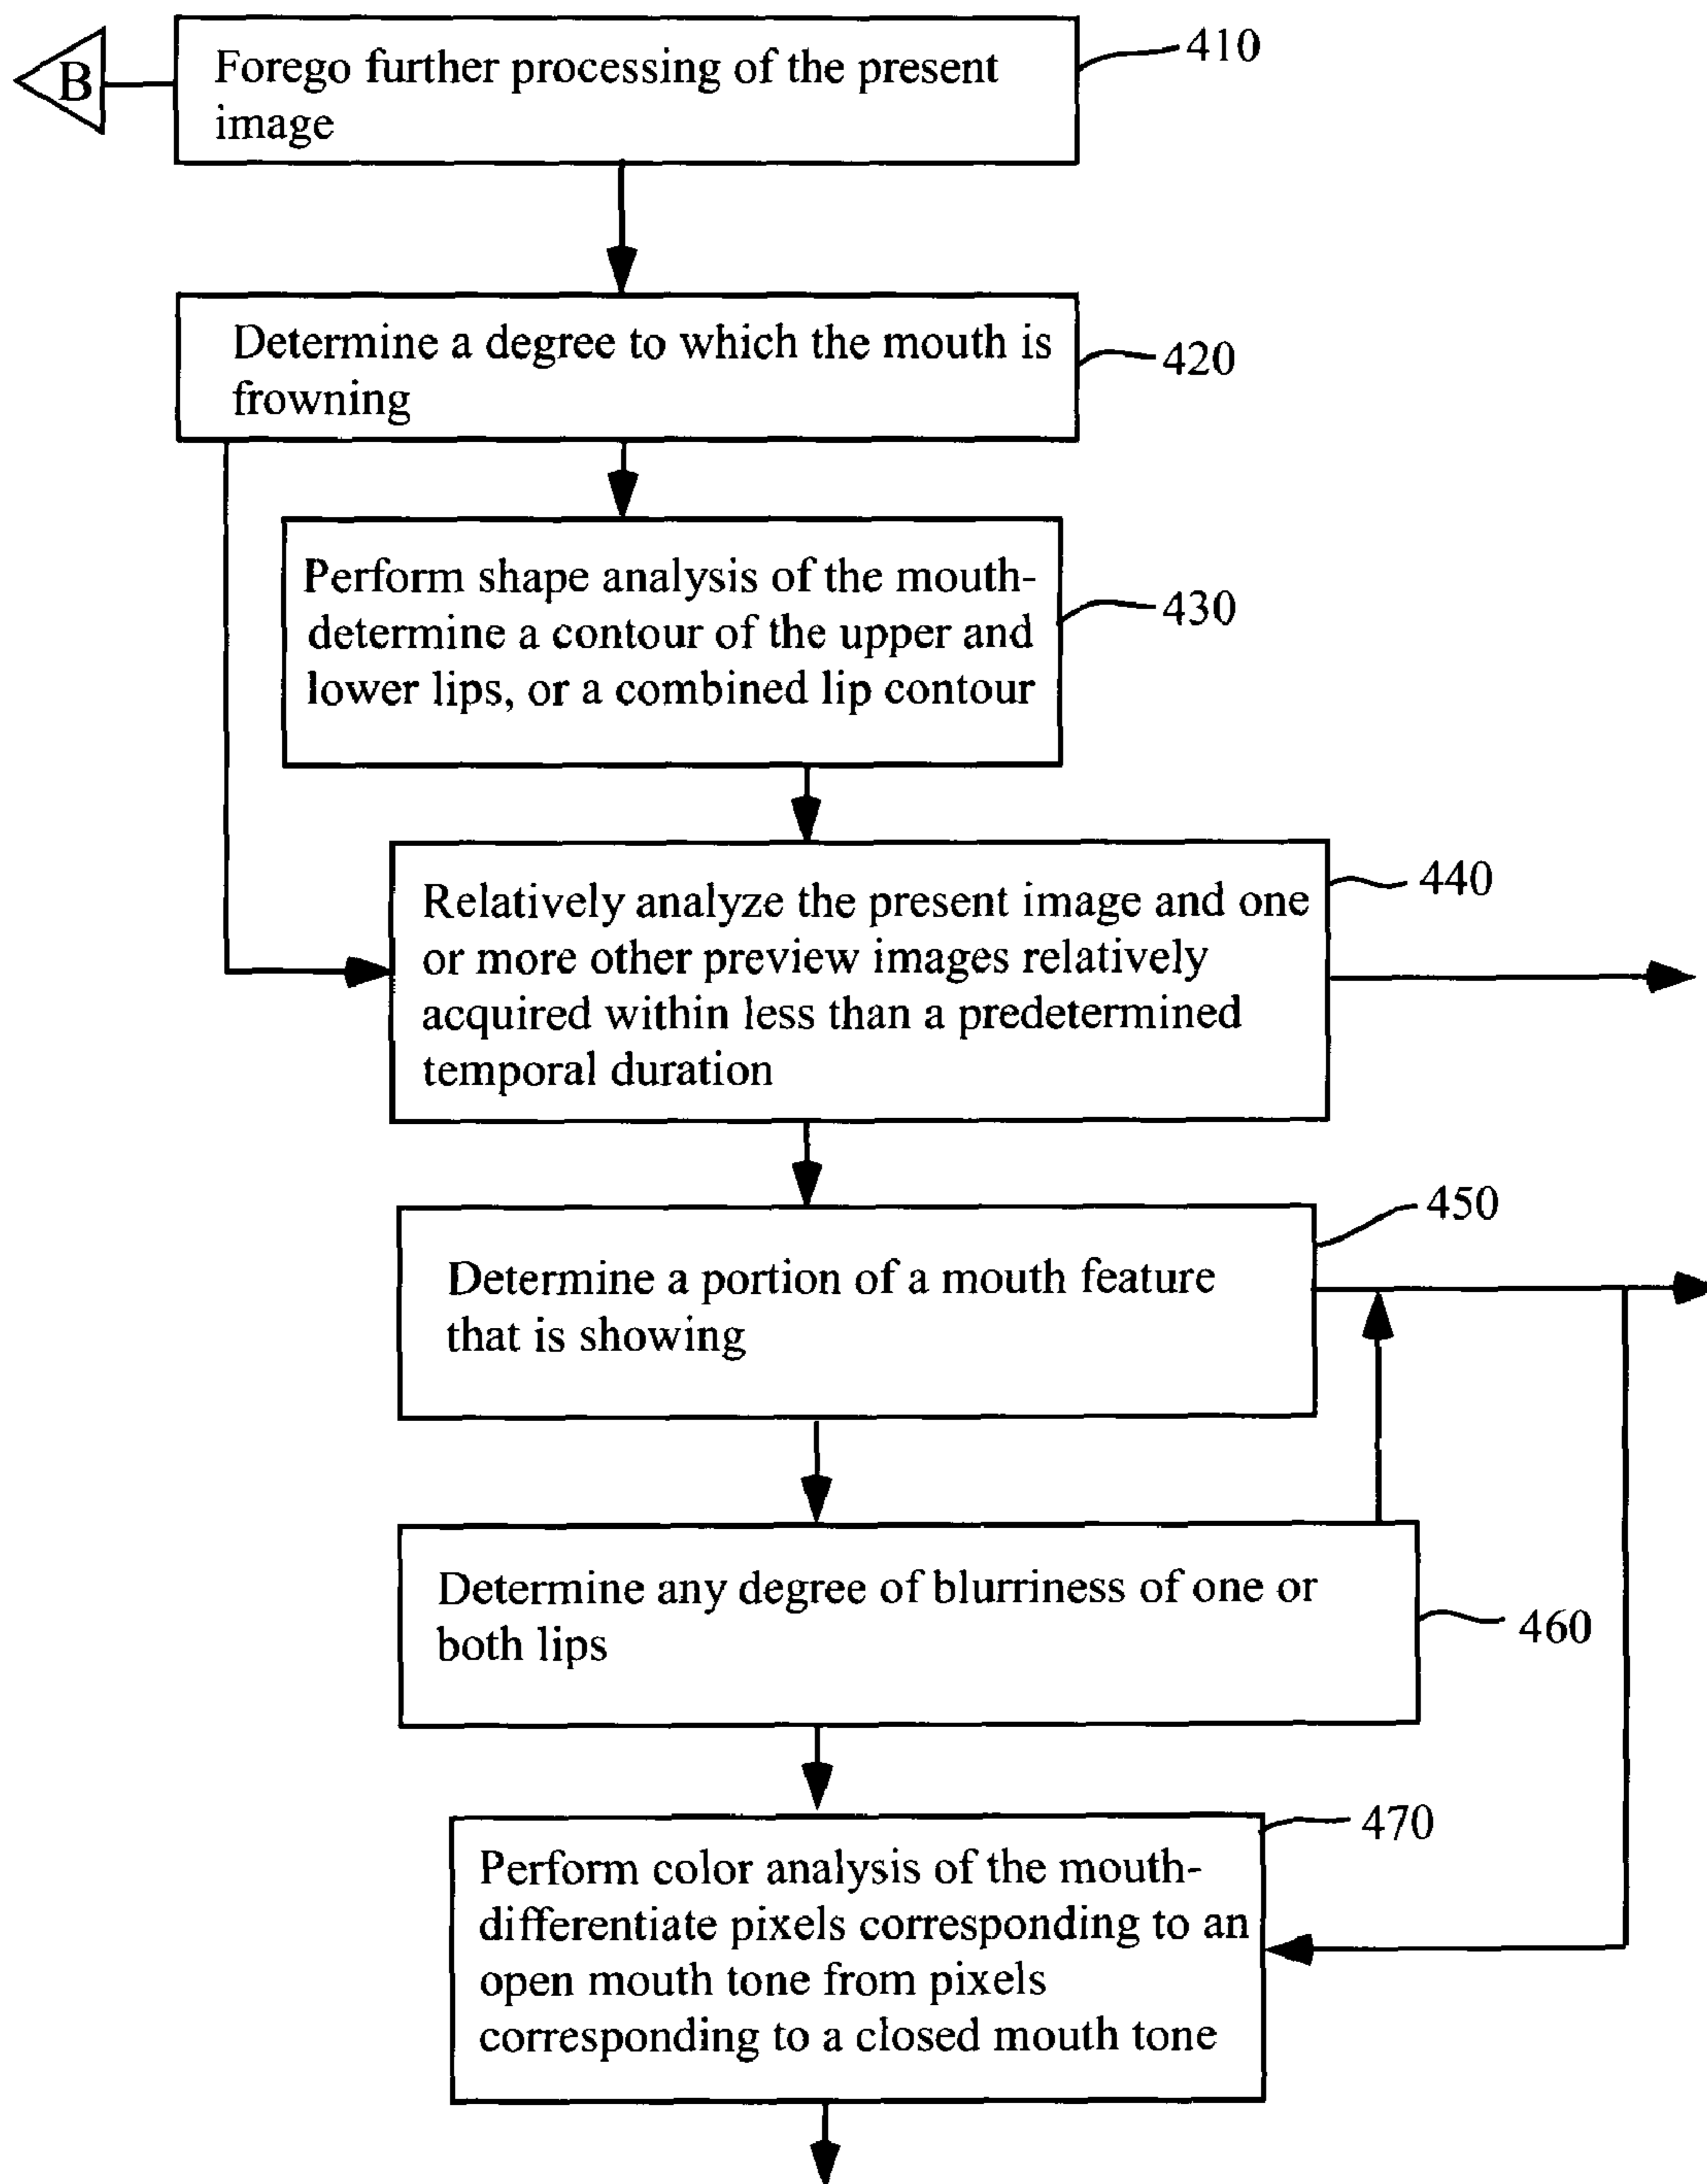 B
Forego further processing of the present
image
410
Determine a degree to which the mouth is
frowning
420
Perform shape analysis of the mouth-
determine a contour of the upper and
lower lips, or a combined lip contour
430
Relatively analyze the present image and one
or more other preview images relatively
acquired within less than a predetermined
temporal duration
440
Determine a portion of a mouth feature
that is showing
450
Determine any degree of blurriness of one or
both lips
460
Perform color analysis of the mouth-
differentiate pixels corresponding to an
open mouth tone from pixels
corresponding to a closed mouth tone
470